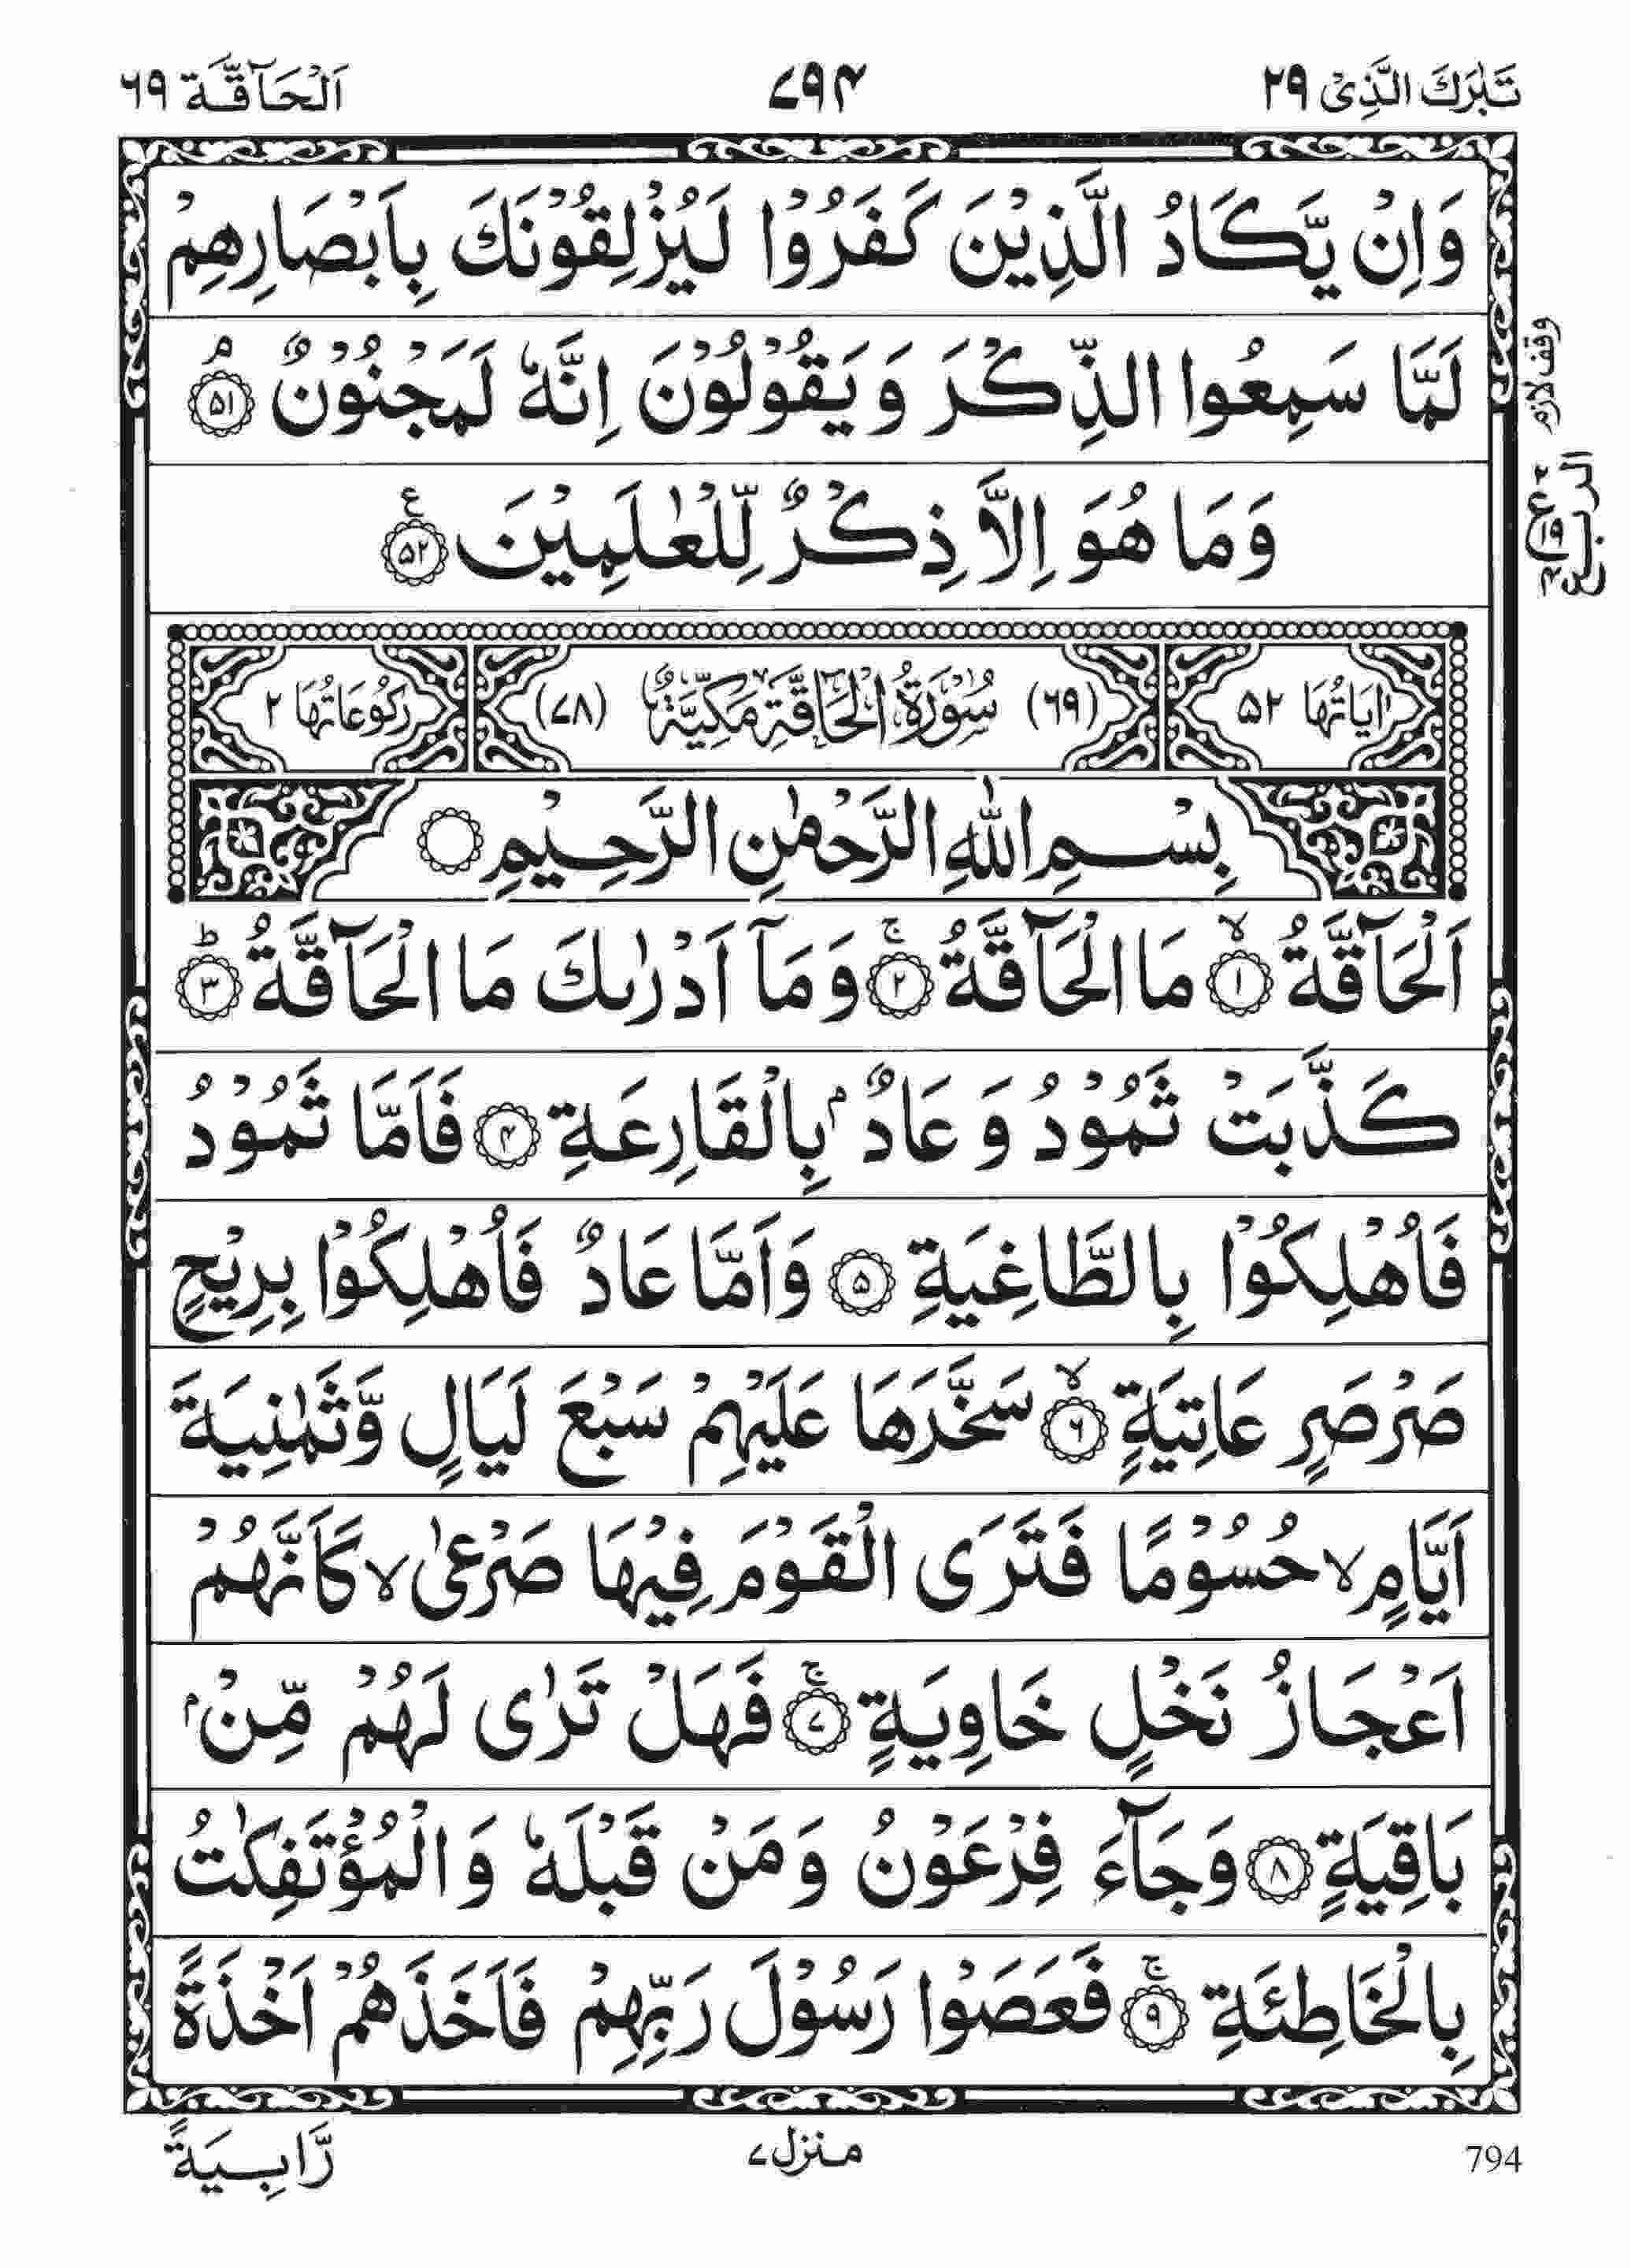 تَبٰرَكَ الَّذِیْ ۲۹
۷۹۴
اَلْحَآقَّة ۶۹
وَاِنْ یَّكَادُ الَّذِیْنَ كَفَرُوْا لَیُزْلِقُوْنَكَ بِاَبْصَارِهِمْ
لَمَّا سَمِعُوا الذِّكْرَ وَ یَقُوْلُوْنَ اِنَّهٗ لَمَجْنُوْنٌ ۘ ﴿۵۱﴾
وقف لازم
وَ مَا هُوَ اِلَّا ذِكْرٌ لِّلْعٰلَمِیْنَ ﴿۵۲﴾ ع
الربع
ع ۲ ۱۹ ۴
اٰیَاتُهَا ۵۲
(۶۹) سُوْرَةُ الْحَآقَّةِ مَكِّیَّةٌ (۷۸)
رُكُوْعَاتُهَا ۲
بِسْمِ اللّٰهِ الرَّحْمٰنِ الرَّحِیْمِ
اَلْحَآقَّةُ ۙ ﴿۱﴾ مَا الْحَآقَّةُ ۚ ﴿۲﴾ وَ مَاۤ اَدْرٰىكَ مَا الْحَآقَّةُ ؕ ﴿۳﴾
كَذَّبَتْ ثَمُوْدُ وَ عَادٌۢ بِالْقَارِعَةِ ﴿۴﴾ فَاَمَّا ثَمُوْدُ
فَاُهْلِكُوْا بِالطَّاغِیَةِ ﴿۵﴾ وَاَمَّا عَادٌ فَاُهْلِكُوْا بِرِیْحٍ
صَرْصَرٍ عَاتِیَةٍ ۙ ﴿۶﴾ سَخَّرَهَا عَلَیْهِمْ سَبْعَ لَیَالٍ وَّ ثَمٰنِیَةَ
اَیَّامٍ ۙ حُسُوْمًا فَتَرَی الْقَوْمَ فِیْهَا صَرْعٰی ۙ كَاَنَّهُمْ
اَعْجَازُ نَخْلٍ خَاوِیَةٍ ۚ ﴿۷﴾ فَهَلْ تَرٰی لَهُمْ مِّنْۢ
بَاقِیَةٍ ﴿۸﴾ وَجَآءَ فِرْعَوْنُ وَمَنْ قَبْلَهٗ وَ الْمُؤْتَفِكٰتُ
بِالْخَاطِئَةِ ۚ ﴿۹﴾ فَعَصَوْا رَسُوْلَ رَبِّهِمْ فَاَخَذَهُمْ اَخْذَةً
رَّابِیَةً
منزل ۷
794